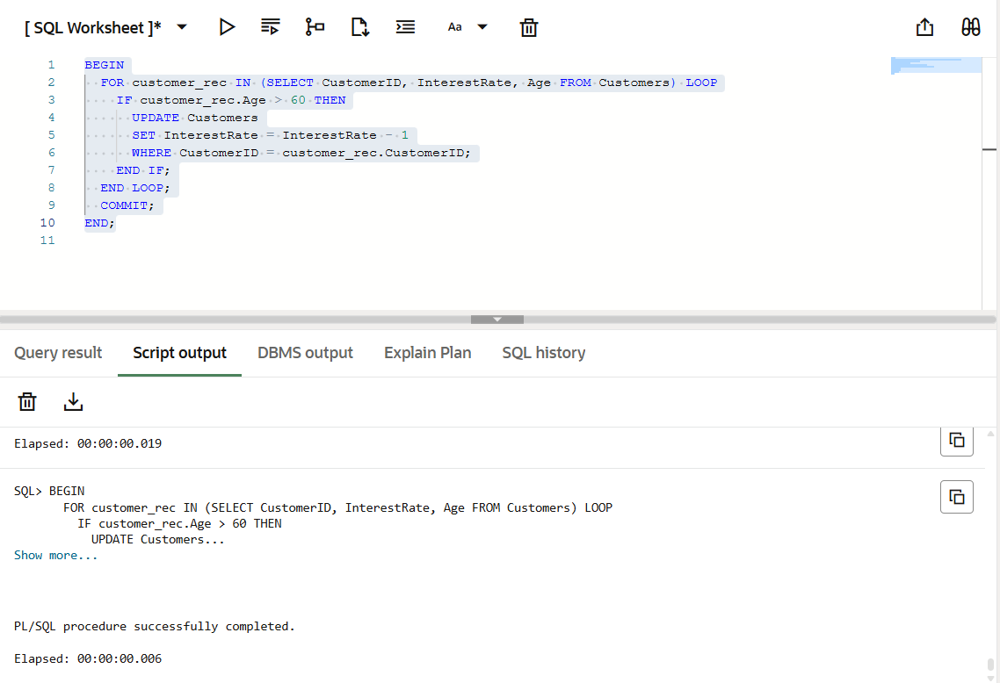 [ SQL Worksheet ]*
Aa
1 BEGIN
2 FOR customer_rec IN (SELECT CustomerID, InterestRate, Age FROM Customers) LOOP
3 IF customer_rec.Age > 60 THEN
4 UPDATE Customers
5 SET InterestRate = InterestRate - 1
6 WHERE CustomerID = customer_rec.CustomerID;
7 END IF;
8 END LOOP;
9 COMMIT;
10 END;
11
Query result Script output DBMS output Explain Plan SQL history
Elapsed: 00:00:00.019
SQL> BEGIN
FOR customer_rec IN (SELECT CustomerID, InterestRate, Age FROM Customers) LOOP
IF customer_rec.Age > 60 THEN
UPDATE Customers...
Show more...
PL/SQL procedure successfully completed.
Elapsed: 00:00:00.006